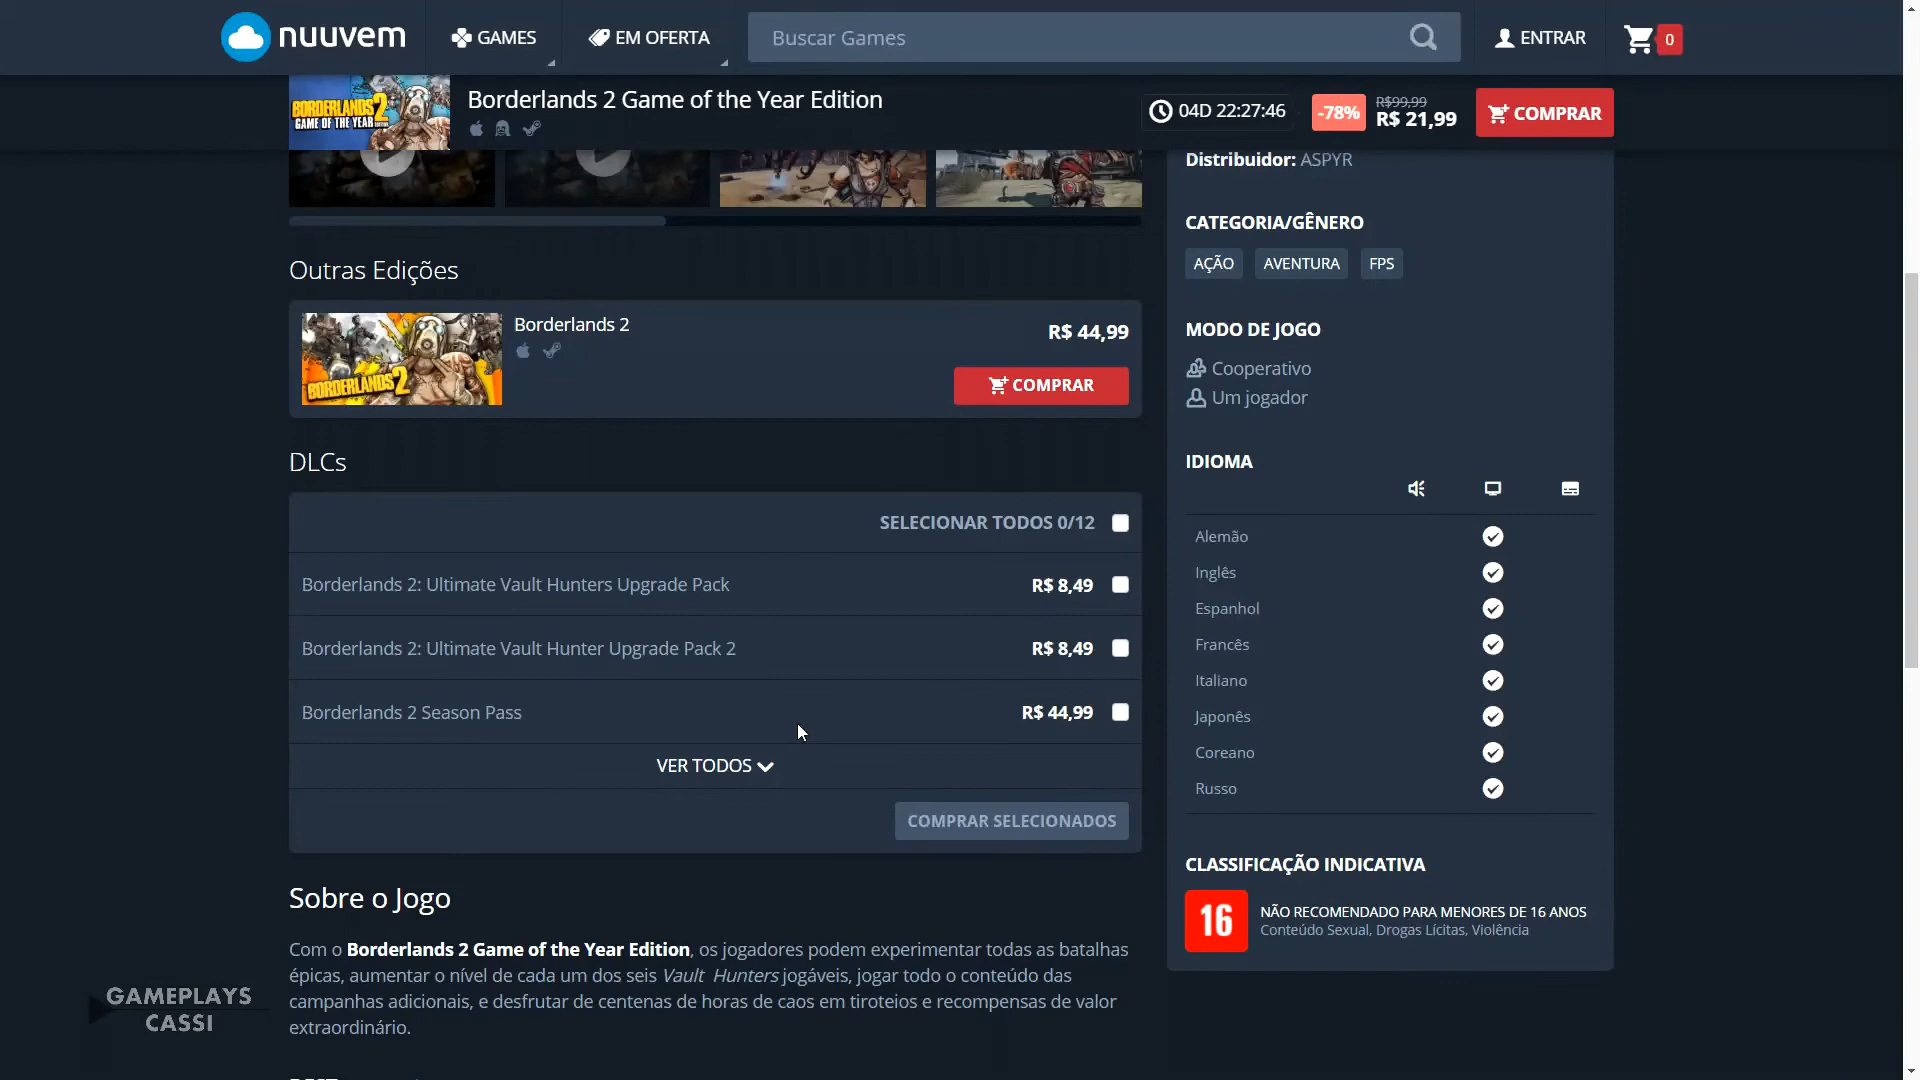 nuuvem
GAMES
EM OFERTA
Buscar Games
ENTRAR
0
BORDERLANDS 2
GAME OF THE YEAR EDITION
Borderlands 2 Game of the Year Edition
04D 22:27:46
-78%
R$99,99
R$ 21,99
COMPRAR
Distribuidor: ASPYR
CATEGORIA/GÊNERO
AÇÃO
AVENTURA
FPS
Outras Edições
BORDERLANDS 2
Borderlands 2
R$ 44,99
COMPRAR
MODO DE JOGO
Cooperativo
Um jogador
DLCs
SELECIONAR TODOS 0/12
Borderlands 2: Ultimate Vault Hunters Upgrade Pack
R$ 8,49
Borderlands 2: Ultimate Vault Hunter Upgrade Pack 2
R$ 8,49
Borderlands 2 Season Pass
R$ 44,99
VER TODOS
COMPRAR SELECIONADOS
IDIOMA
Alemão
Inglês
Espanhol
Francês
Italiano
Japonês
Coreano
Russo
CLASSIFICAÇÃO INDICATIVA
16
NÃO RECOMENDADO PARA MENORES DE 16 ANOS
Conteúdo Sexual, Drogas Lícitas, Violência
Sobre o Jogo
Com o Borderlands 2 Game of the Year Edition, os jogadores podem experimentar todas as batalhas
épicas, aumentar o nível de cada um dos seis Vault Hunters jogáveis, jogar todo o conteúdo das
campanhas adicionais, e desfrutar de centenas de horas de caos em tiroteios e recompensas de valor
extraordinário.
GAMEPLAYS
CASSI